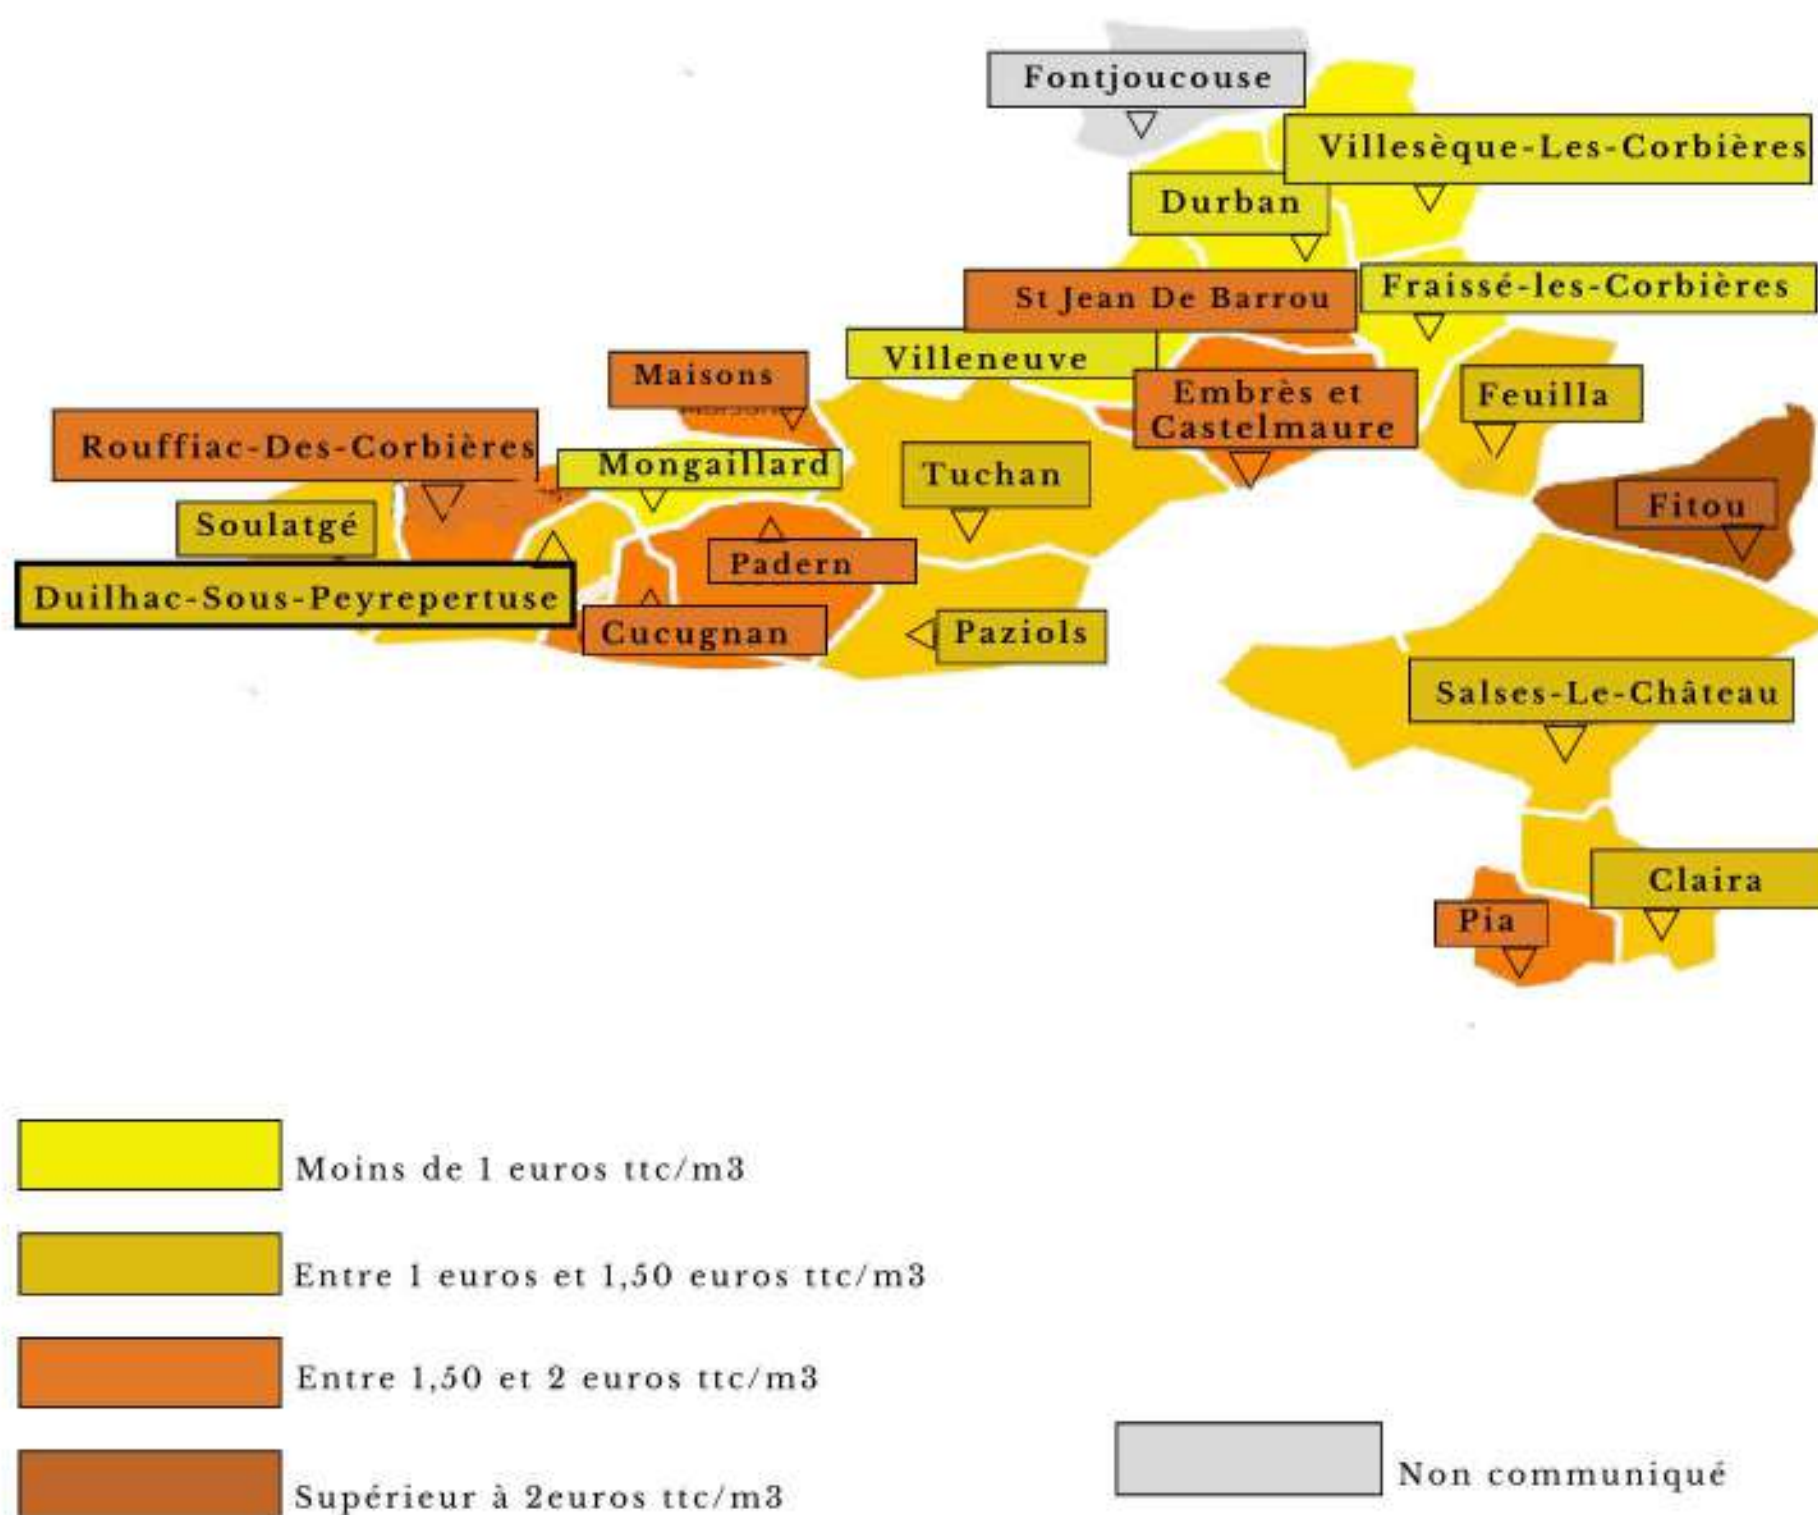 Fontjoucouse
Villesèque-Les-Corbières
Durban
St Jean De Barrou
Fraissé-les-Corbières
Villeneuve
Maisons
Embrès et
Castelmaure
Feuilla
Rouffiac-Des-Corbières
Mongaillard
Tuchan
Fitou
Soulatgé
Padern
Duilhac-Sous-Peyrepertuse
Cucugnan
Paziols
Salses-Le-Château
Claira
Pia
Moins de 1 euros ttc/m3
Entre 1 euros et 1,50 euros ttc/m3
Entre 1,50 et 2 euros ttc/m3
Non communiqué
Supérieur à 2euros ttc/m3